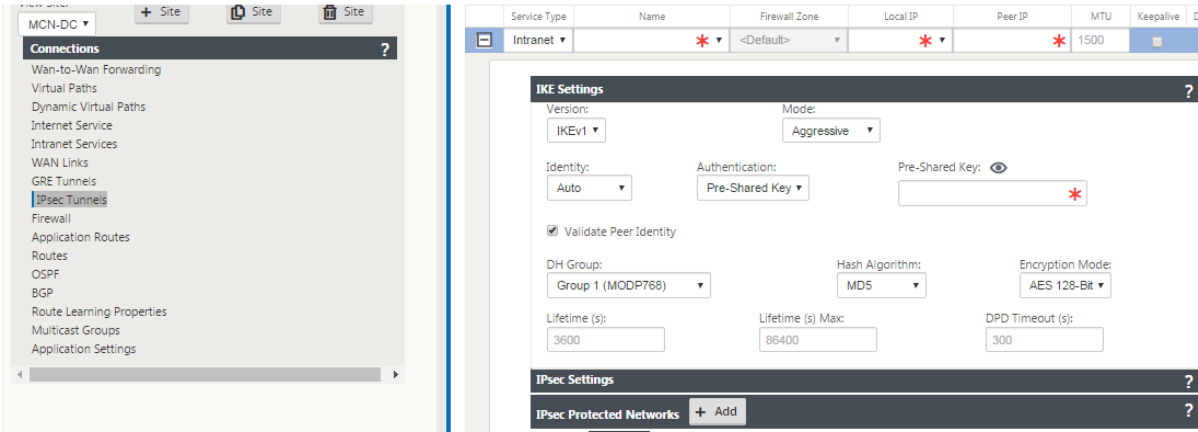 View Site:
MCN-DC ▾ + Site Site Site
Connections ?
Wan-to-Wan Forwarding
Virtual Paths
Dynamic Virtual Paths
Internet Service
Intranet Services
WAN Links
GRE Tunnels
IPsec Tunnels
Firewall
Application Routes
Routes
OSPF
BGP
Route Learning Properties
Multicast Groups
Application Settings
Service Type Name Firewall Zone Local IP Peer IP MTU Keepalive
Intranet <Default> 1500
IKE Settings ?
Version: Mode:
IKEv1 Aggressive
Identity: Authentication: Pre-Shared Key:
Auto Pre-Shared Key
Validate Peer Identity
DH Group: Hash Algorithm: Encryption Mode:
Group 1 (MODP768) MD5 AES 128-Bit
Lifetime (s): Lifetime (s) Max: DPD Timeout (s):
3600 86400 300
IPsec Settings ?
IPsec Protected Networks + Add ?